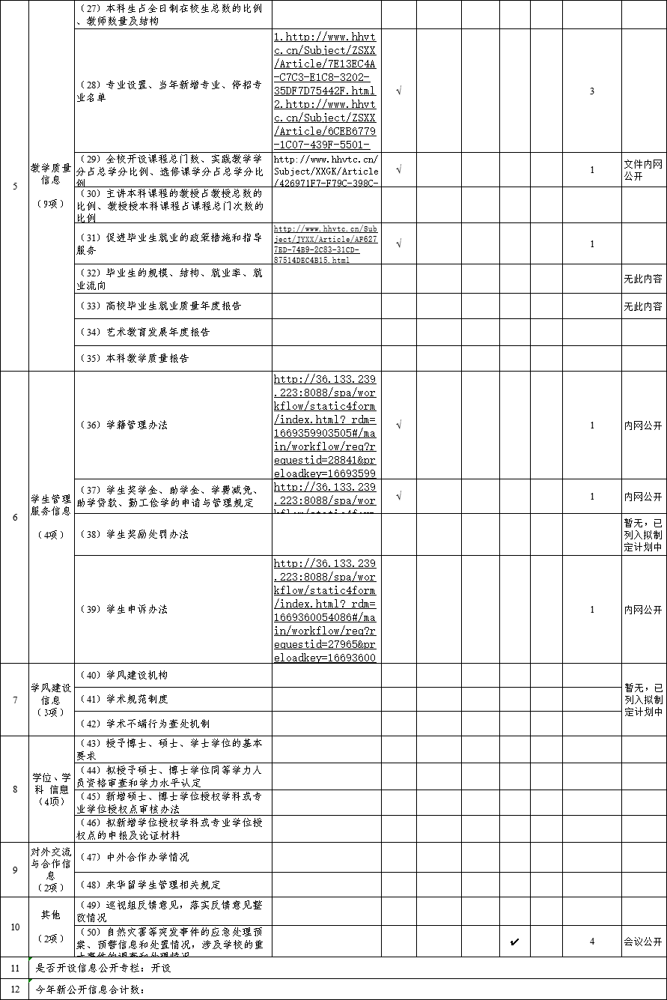 （27）本科生占全日制在校生总数的比例
、教师数量及结构
5
教学质量
信息
（9项）
（28）专业设置、当年新增专业、停招专
业名单
1.http://www.hhvt
c.cn/Subject/ZSXX
/Article/7E13EC4A
-C7C3-E1C8-3202-
35DF7D75442F.html
2.http://www.hhvt
c.cn/Subject/ZSXX
/Article/6CEB6779
-1C07-439F-5501-
√
3
（29）全校开设课程总门数、实践教学学
分占总学分比例、选修课学分占总学分比
例
http://www.hhvtc.cn/
Subject/XXGK/Article
/426971F7-F79C-398C-
√
1
文件内网
公开
（30）主讲本科课程的教授占教授总数的
比例、教授授本科课程占课程总门次数的
比例
（31）促进毕业生就业的政策措施和指导
服务
http://www.hhvtc.cn/Sub
ject/JYXX/Article/AF627
7ED-74B9-2C83-31CD-
87514DEC4B15.html
√
1
（32）毕业生的规模、结构、就业率、就
业流向
无此内容
（33）高校毕业生就业质量年度报告
无此内容
（34）艺术教育发展年度报告
（35）本科教学质量报告
6
学生管理
服务信息
（4项）
（36）学籍管理办法
http://36.133.239
.223:8088/spa/wor
kflow/static4form
/index.html?_rdm=
1669359903505#/ma
in/workflow/req?r
equestid=28841&pr
eloadkey=16693599
√
1
内网公开
（37）学生奖学金、助学金、学费减免、
助学贷款、勤工俭学的申请与管理规定
http://36.133.239
.223:8088/spa/wor
kflow/static4form
√
1
内网公开
（38）学生奖励处罚办法
暂无，已
列入拟制
定计划中
（39）学生申诉办法
http://36.133.239
.223:8088/spa/wor
kflow/static4form
/index.html?_rdm=
1669360054086#/ma
in/workflow/req?r
equestid=27965&pr
eloadkey=16693600
1
内网公开
7
学风建设
信息
（3项）
（40）学风建设机构
（41）学术规范制度
（42）学术不端行为查处机制
暂无，已
列入拟制
定计划中
8
学位、学
科 信息
（4项）
（43）授予博士、硕士、学士学位的基本
要求
（44）拟授予硕士、博士学位同等学力人
员资格审查和学力水平认定
（45）新增硕士、博士学位授权学科或专
业学位授权点审核办法
（46）拟新增学位授权学科或专业学位授
权点的申报及论证材料
9
对外交流
与合作信
息
（2项）
（47）中外合作办学情况
（48）来华留学生管理相关规定
10
其他
（2项）
（49）巡视组反馈意见，落实反馈意见整
改情况
（50）自然灾害等突发事件的应急处理预
案、预警信息和处置情况，涉及学校的重
大事件的调查和处理情况
✔
4
会议公开
11
是否开设信息公开专栏：开设
12
今年新公开信息合计数：